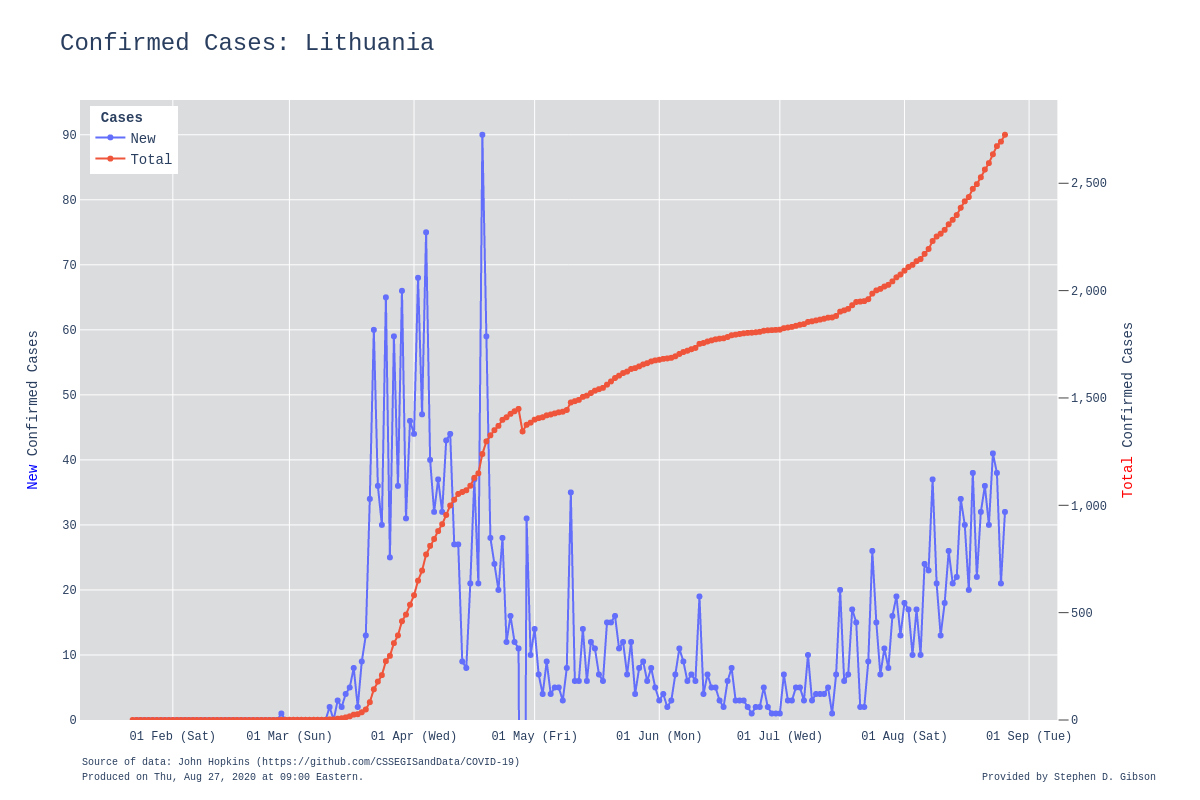 Confirmed Cases: Lithuania
Cases
New
Total
90
80
70
60
50
40
30
20
10
0
2,500
2,000
1,500
1,000
500
0
New Confirmed Cases
Total Confirmed Cases
01 Feb (Sat)
01 Mar (Sun)
01 Apr (Wed)
01 May (Fri)
01 Jun (Mon)
01 Jul (Wed)
01 Aug (Sat)
01 Sep (Tue)
Source of data: John Hopkins (https://github.com/CSSEGISandData/COVID-19)
Produced on Thu, Aug 27, 2020 at 09:00 Eastern.
Provided by Stephen D. Gibson